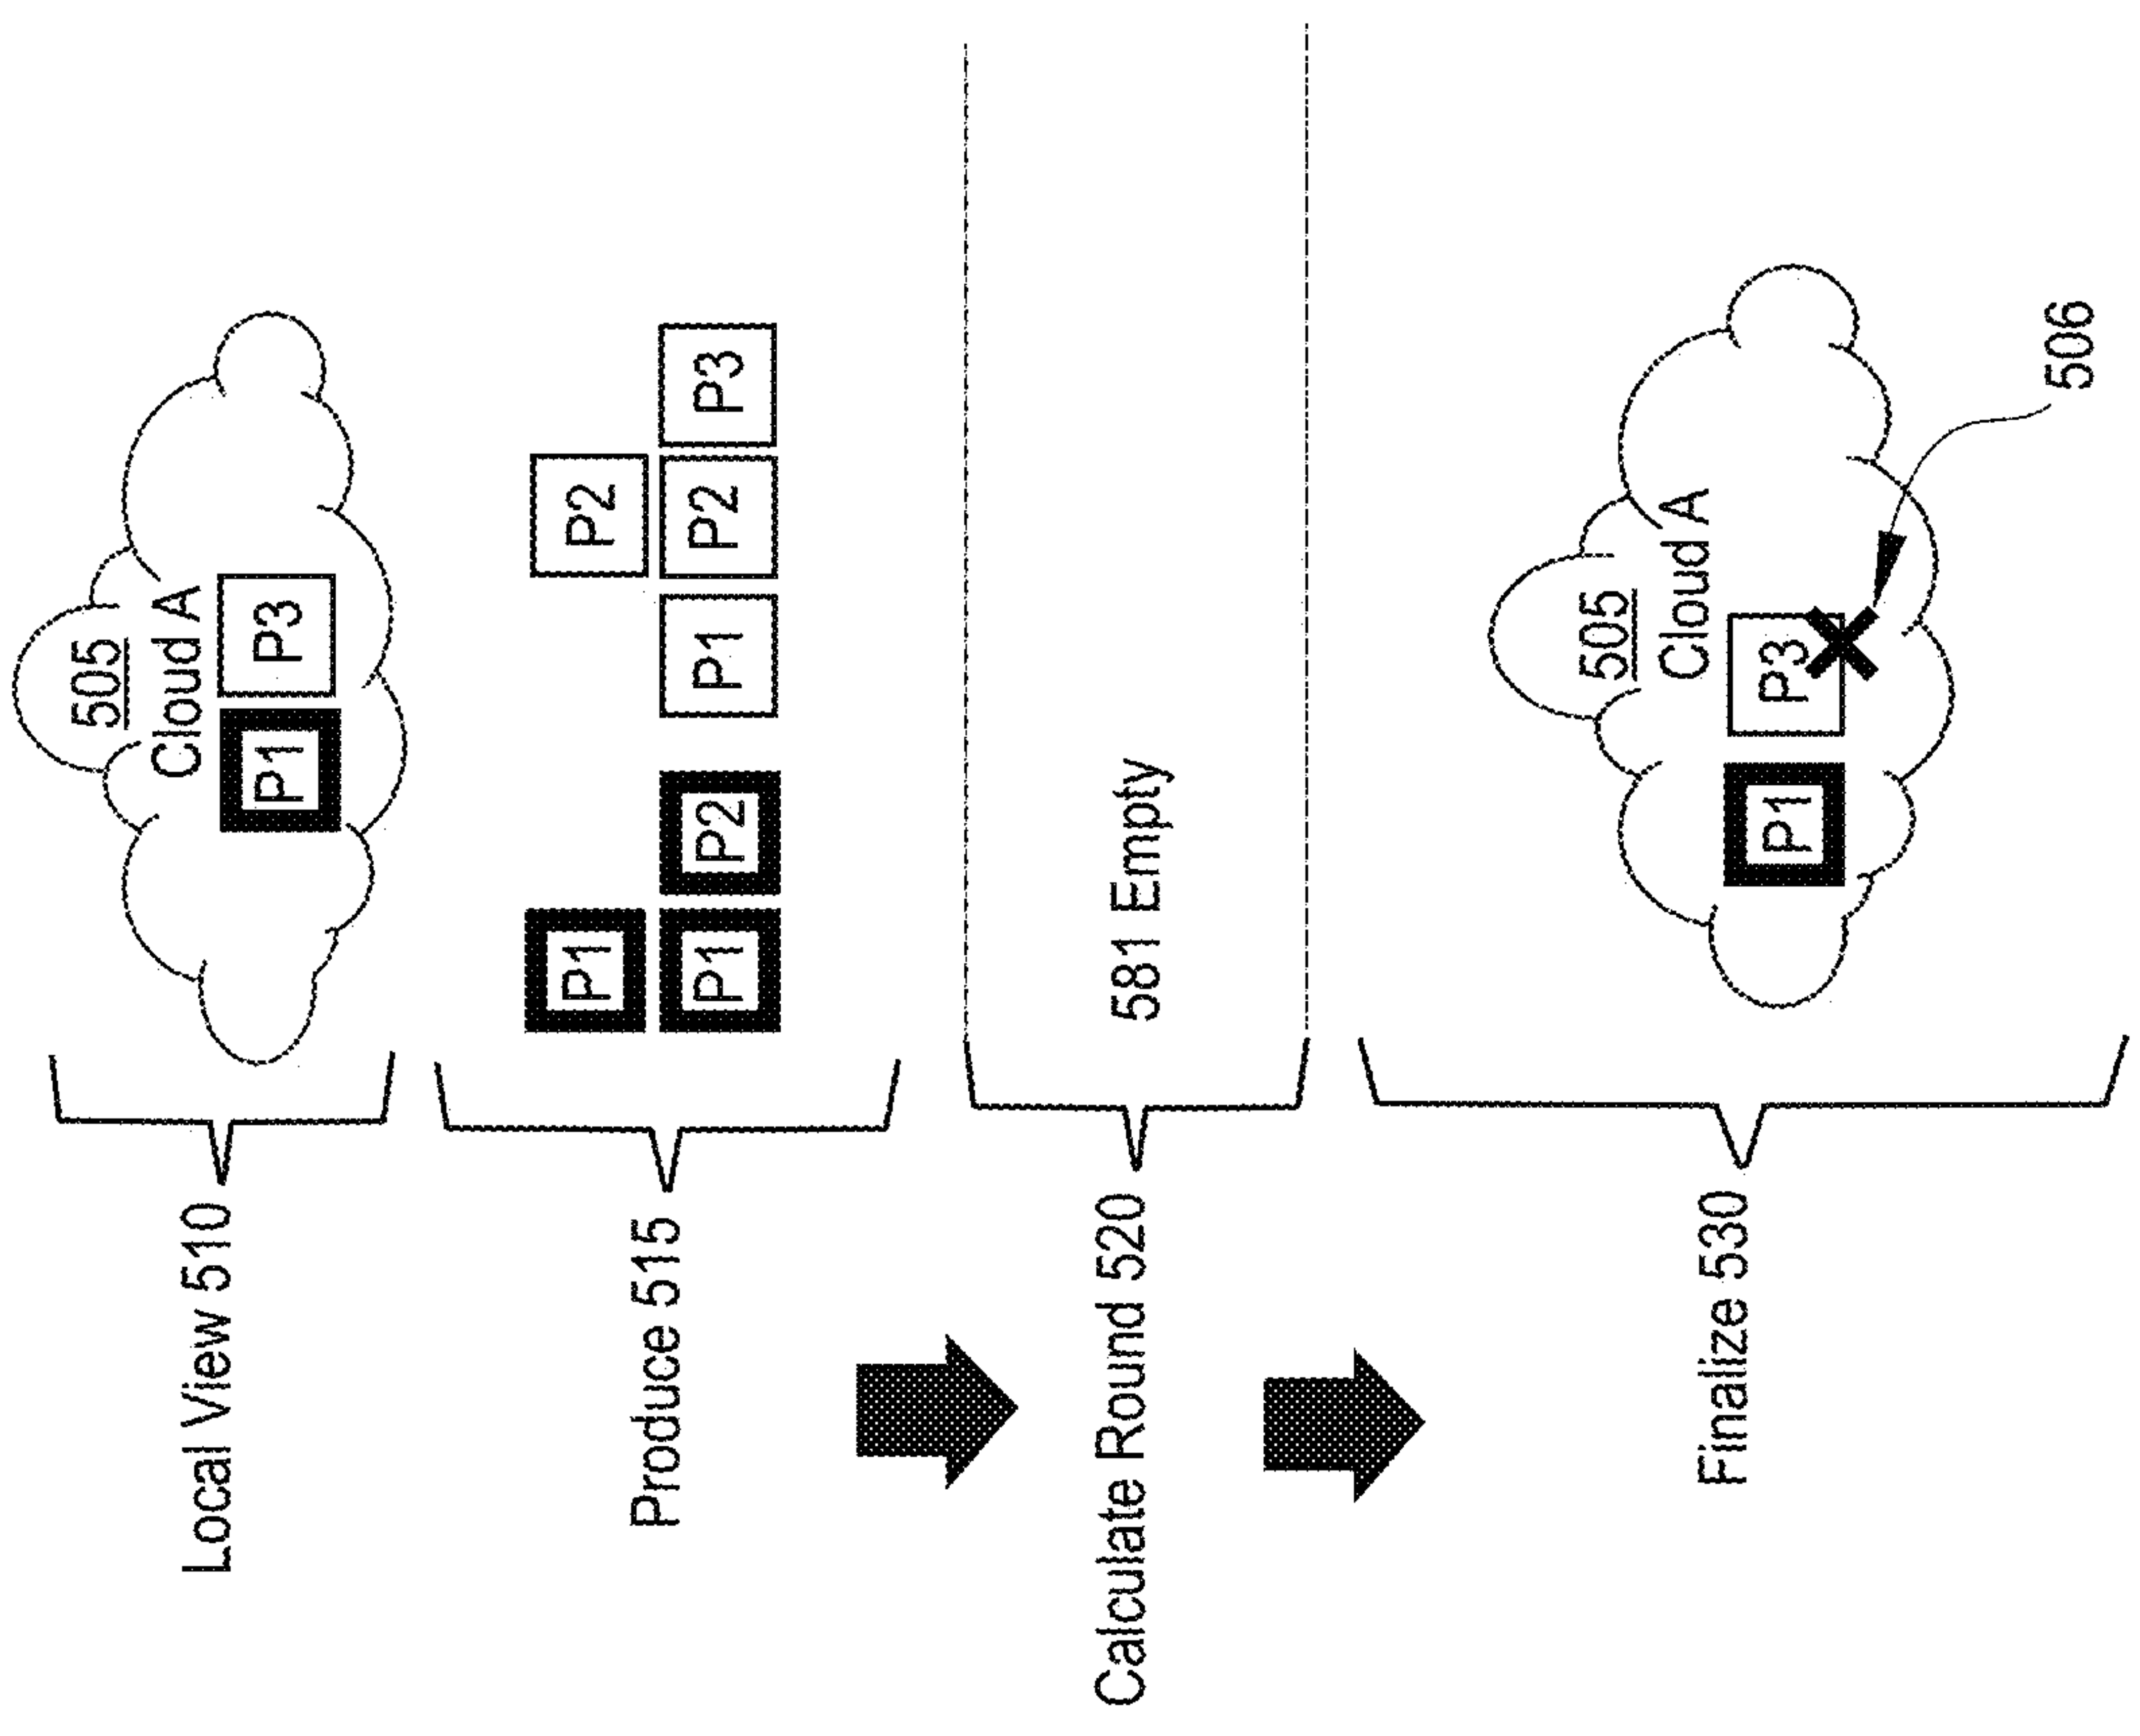 Local View 510
505
Cloud A
P1 P3
Produce 515
P1 P2
P1 P2 P1 P2 P3
Calculate Round 520
581 Empty
Finalize 530
505
Cloud A
P1 P3
506